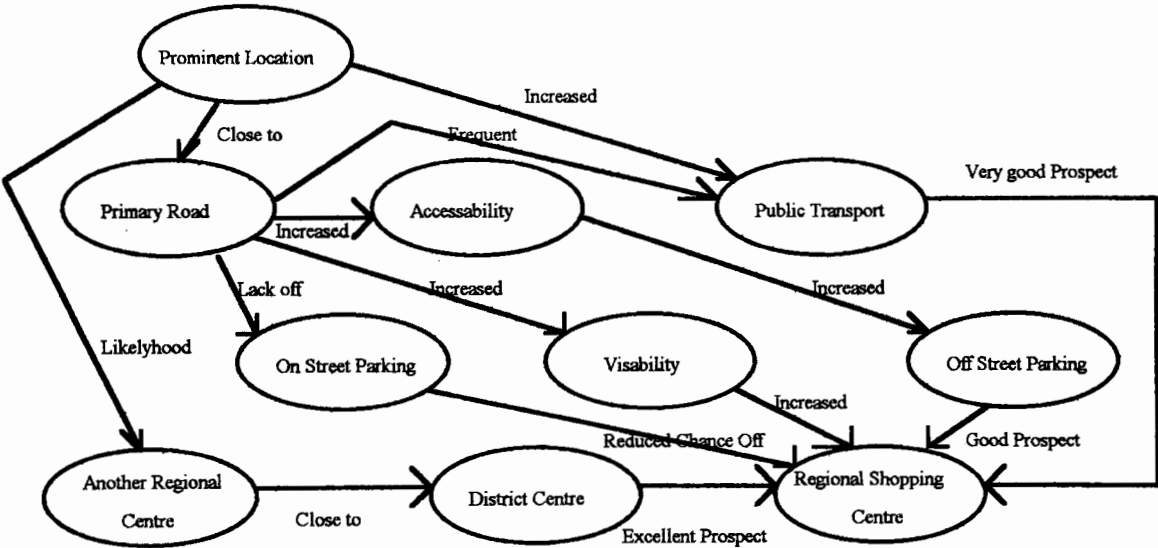 Prominent Location
Increased
Close to
Frequent
Very good Prospect
Primary Road
Accessability
Public Transport
Increased
Lack off
Increased
Increased
Likelyhood
On Street Parking
Visability
Off Street Parking
Increased
Reduced Chance Off
Good Prospect
Another Regional
Centre
Close to
District Centre
Excellent Prospect
Regional Shopping
Centre